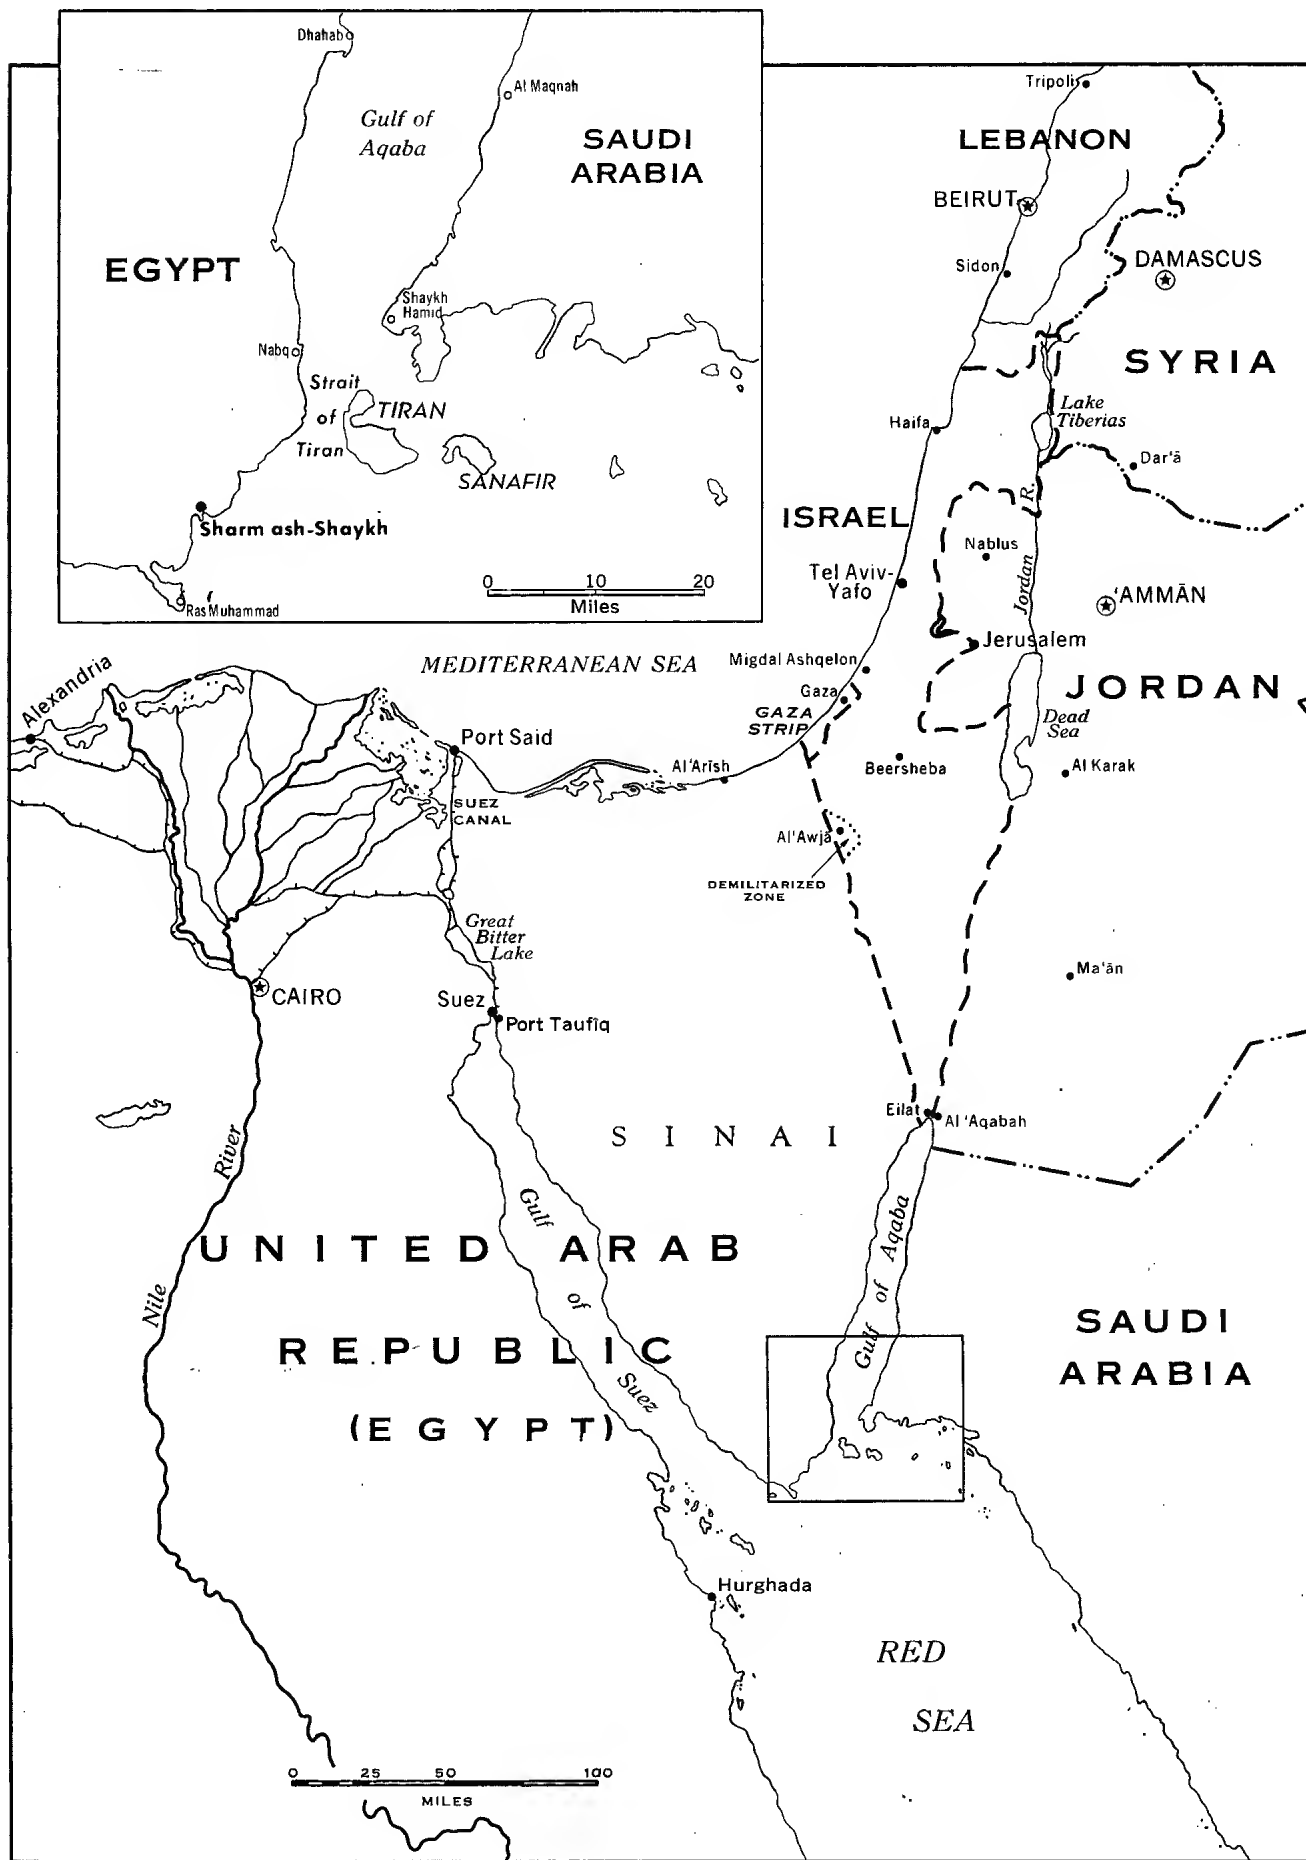 Dhahab
Al Maqnah
Gulf of
Aqaba
SAUDI
ARABIA
EGYPT
Shaykh
Hamid
Nabq
Strait
of
Tiran
TIRAN
SANAFIR
Sharm ash-Shaykh
Ras Muhammad
0 10 20
Miles
Tripoli
LEBANON
BEIRUT
Sidon
DAMASCUS
SYRIA
Lake
Tiberias
Haifa
Dar'ā
ISRAEL
Nablus
Jordan R.
Tel Aviv-
Yafo
'AMMĀN
Jerusalem
MEDITERRANEAN SEA
Migdal Ashqelon
Gaza
GAZA
STRIP
JORDAN
Dead
Sea
Alexandria
Port Said
Al 'Arīsh
Beersheba
Al Karak
SUEZ
CANAL
Al 'Awjā
DEMILITARIZED
ZONE
Great
Bitter
Lake
Ma'ān
CAIRO
Suez
Port Taufīq
Eilat
Al 'Aqabah
SINAI
Nile River
Gulf of Suez
Gulf of Aqaba
UNITED ARAB
REPUBLIC
(EGYPT)
SAUDI
ARABIA
Hurghada
RED
SEA
0 25 50 100
MILES